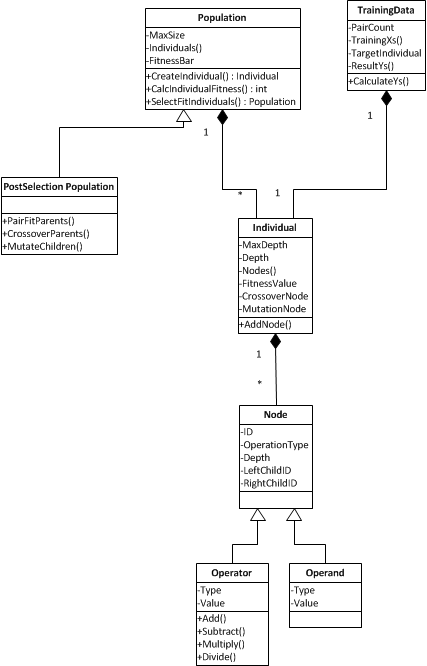 Population
-MaxSize
-Individuals()
-FitnessBar
+CreateIndividual() : Individual
+CalcIndividualFitness() : int
+SelectFitIndividuals() : Population
TrainingData
-PairCount
-TrainingXs()
-TargetIndividual
-ResultYs()
+CalculateYs()
1
1
PostSelection Population
+PairFitParents()
+CrossoverParents()
+MutateChildren()
*
1
Individual
-MaxDepth
-Depth
-Nodes()
-FitnessValue
-CrossoverNode
-MutationNode
+AddNode()
1
*
Node
-ID
-OperationType
-Depth
-LeftChildID
-RightChildID
Operator
-Type
-Value
+Add()
+Subtract()
+Multiply()
+Divide()
Operand
-Type
-Value